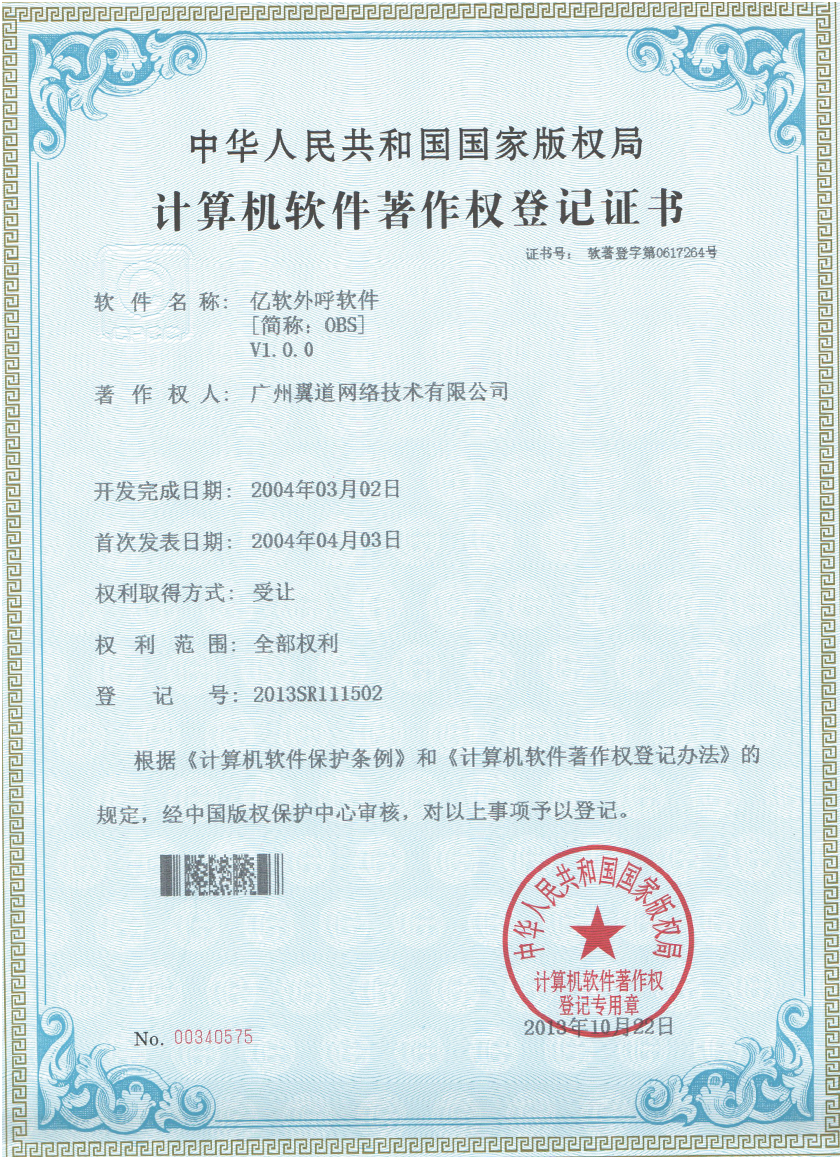 中华人民共和国国家版权局
计算机软件著作权登记证书
证书号： 软著登字第0617264号
软件名称： 亿软外呼软件
[简称：OBS]
V1.0.0
著作权人： 广州翼道网络技术有限公司
开发完成日期： 2004年03月02日
首次发表日期： 2004年04月03日
权利取得方式： 受让
权利范围： 全部权利
登记号： 2013SR111502
根据《计算机软件保护条例》和《计算机软件著作权登记办法》的
规定，经中国版权保护中心审核，对以上事项予以登记。
中华人民共和国国家版权局
计算机软件著作权
登记专用章
2013年10月22日
No. 00340575